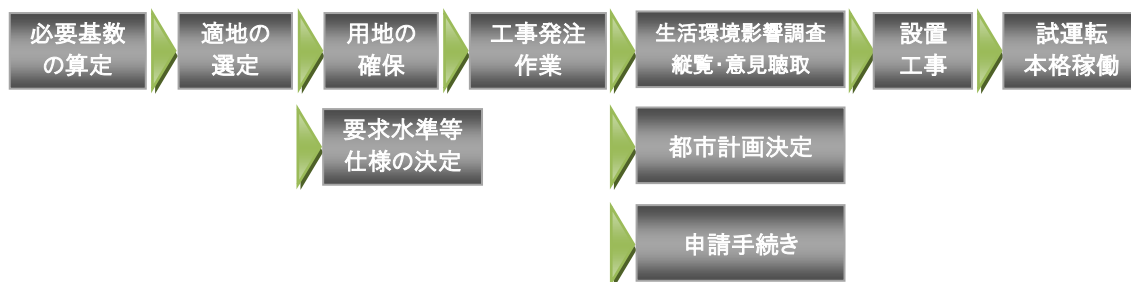 必要基数
の算定
適地の
選定
用地の
確保
工事発注
作業
生活環境影響調査
縦覧・意見聴取
設置
工事
試運転
本格稼働
要求水準等
仕様の決定
都市計画決定
申請手続き